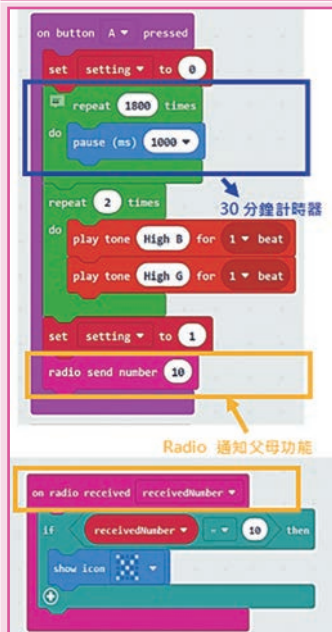 on button A pressed
set setting to 0
repeat 1800 times
do
pause (ms) 1000
30 分鐘計時器
repeat 2 times
do
play tone High B for 1 beat
play tone High G for 1 beat
set setting to 1
radio send number 10
Radio 通知父母功能
on radio received receivedNumber
if receivedNumber = 10 then
show icon